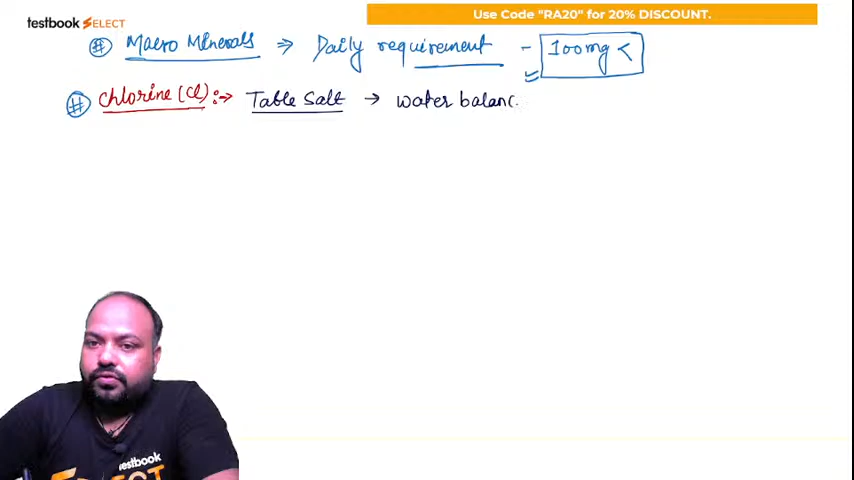 testbook SELECT
Use Code "RA20" for 20% DISCOUNT.
# Macro Minerals ⇒ Daily requirement - 100mg <
# Chlorine (Cl) :→ Table Salt → water balanc
testbook
SELECT